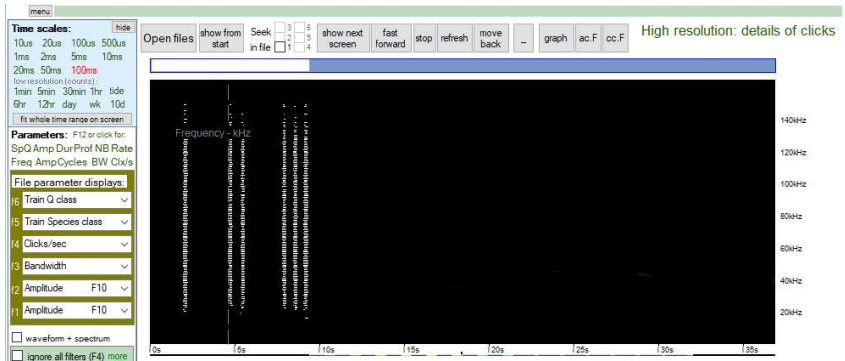 menu
Time scales: hide
10us 20us 100us 500us
1ms 2ms 5ms 10ms
20ms 50ms 100ms
low resolution (counts):
1min 5min 30min 1hr tide
6hr 12hr day wk 10d
fit whole time range on screen
Parameters: F12 or click for:
SpQ Amp Dur Prof NB Rate
Freq AmpCycles BW Clx/s
File parameter displays:
f6 Train Q class
f5 Train Species class
f4 Clicks/sec
f3 Bandwidth
f2 Amplitude F10
f1 Amplitude F10
waveform + spectrum
ignore all filters (F4) more
Open files
show from start
Seek in file
3 6
2 5
1 4
show next screen
fast forward
stop
refresh
move back
_
graph
ac.F
cc.F
High resolution: details of clicks
Frequency - kHz
140kHz
120kHz
100kHz
80kHz
60kHz
40kHz
20kHz
0s 5s 10s 15s 20s 25s 30s 35s